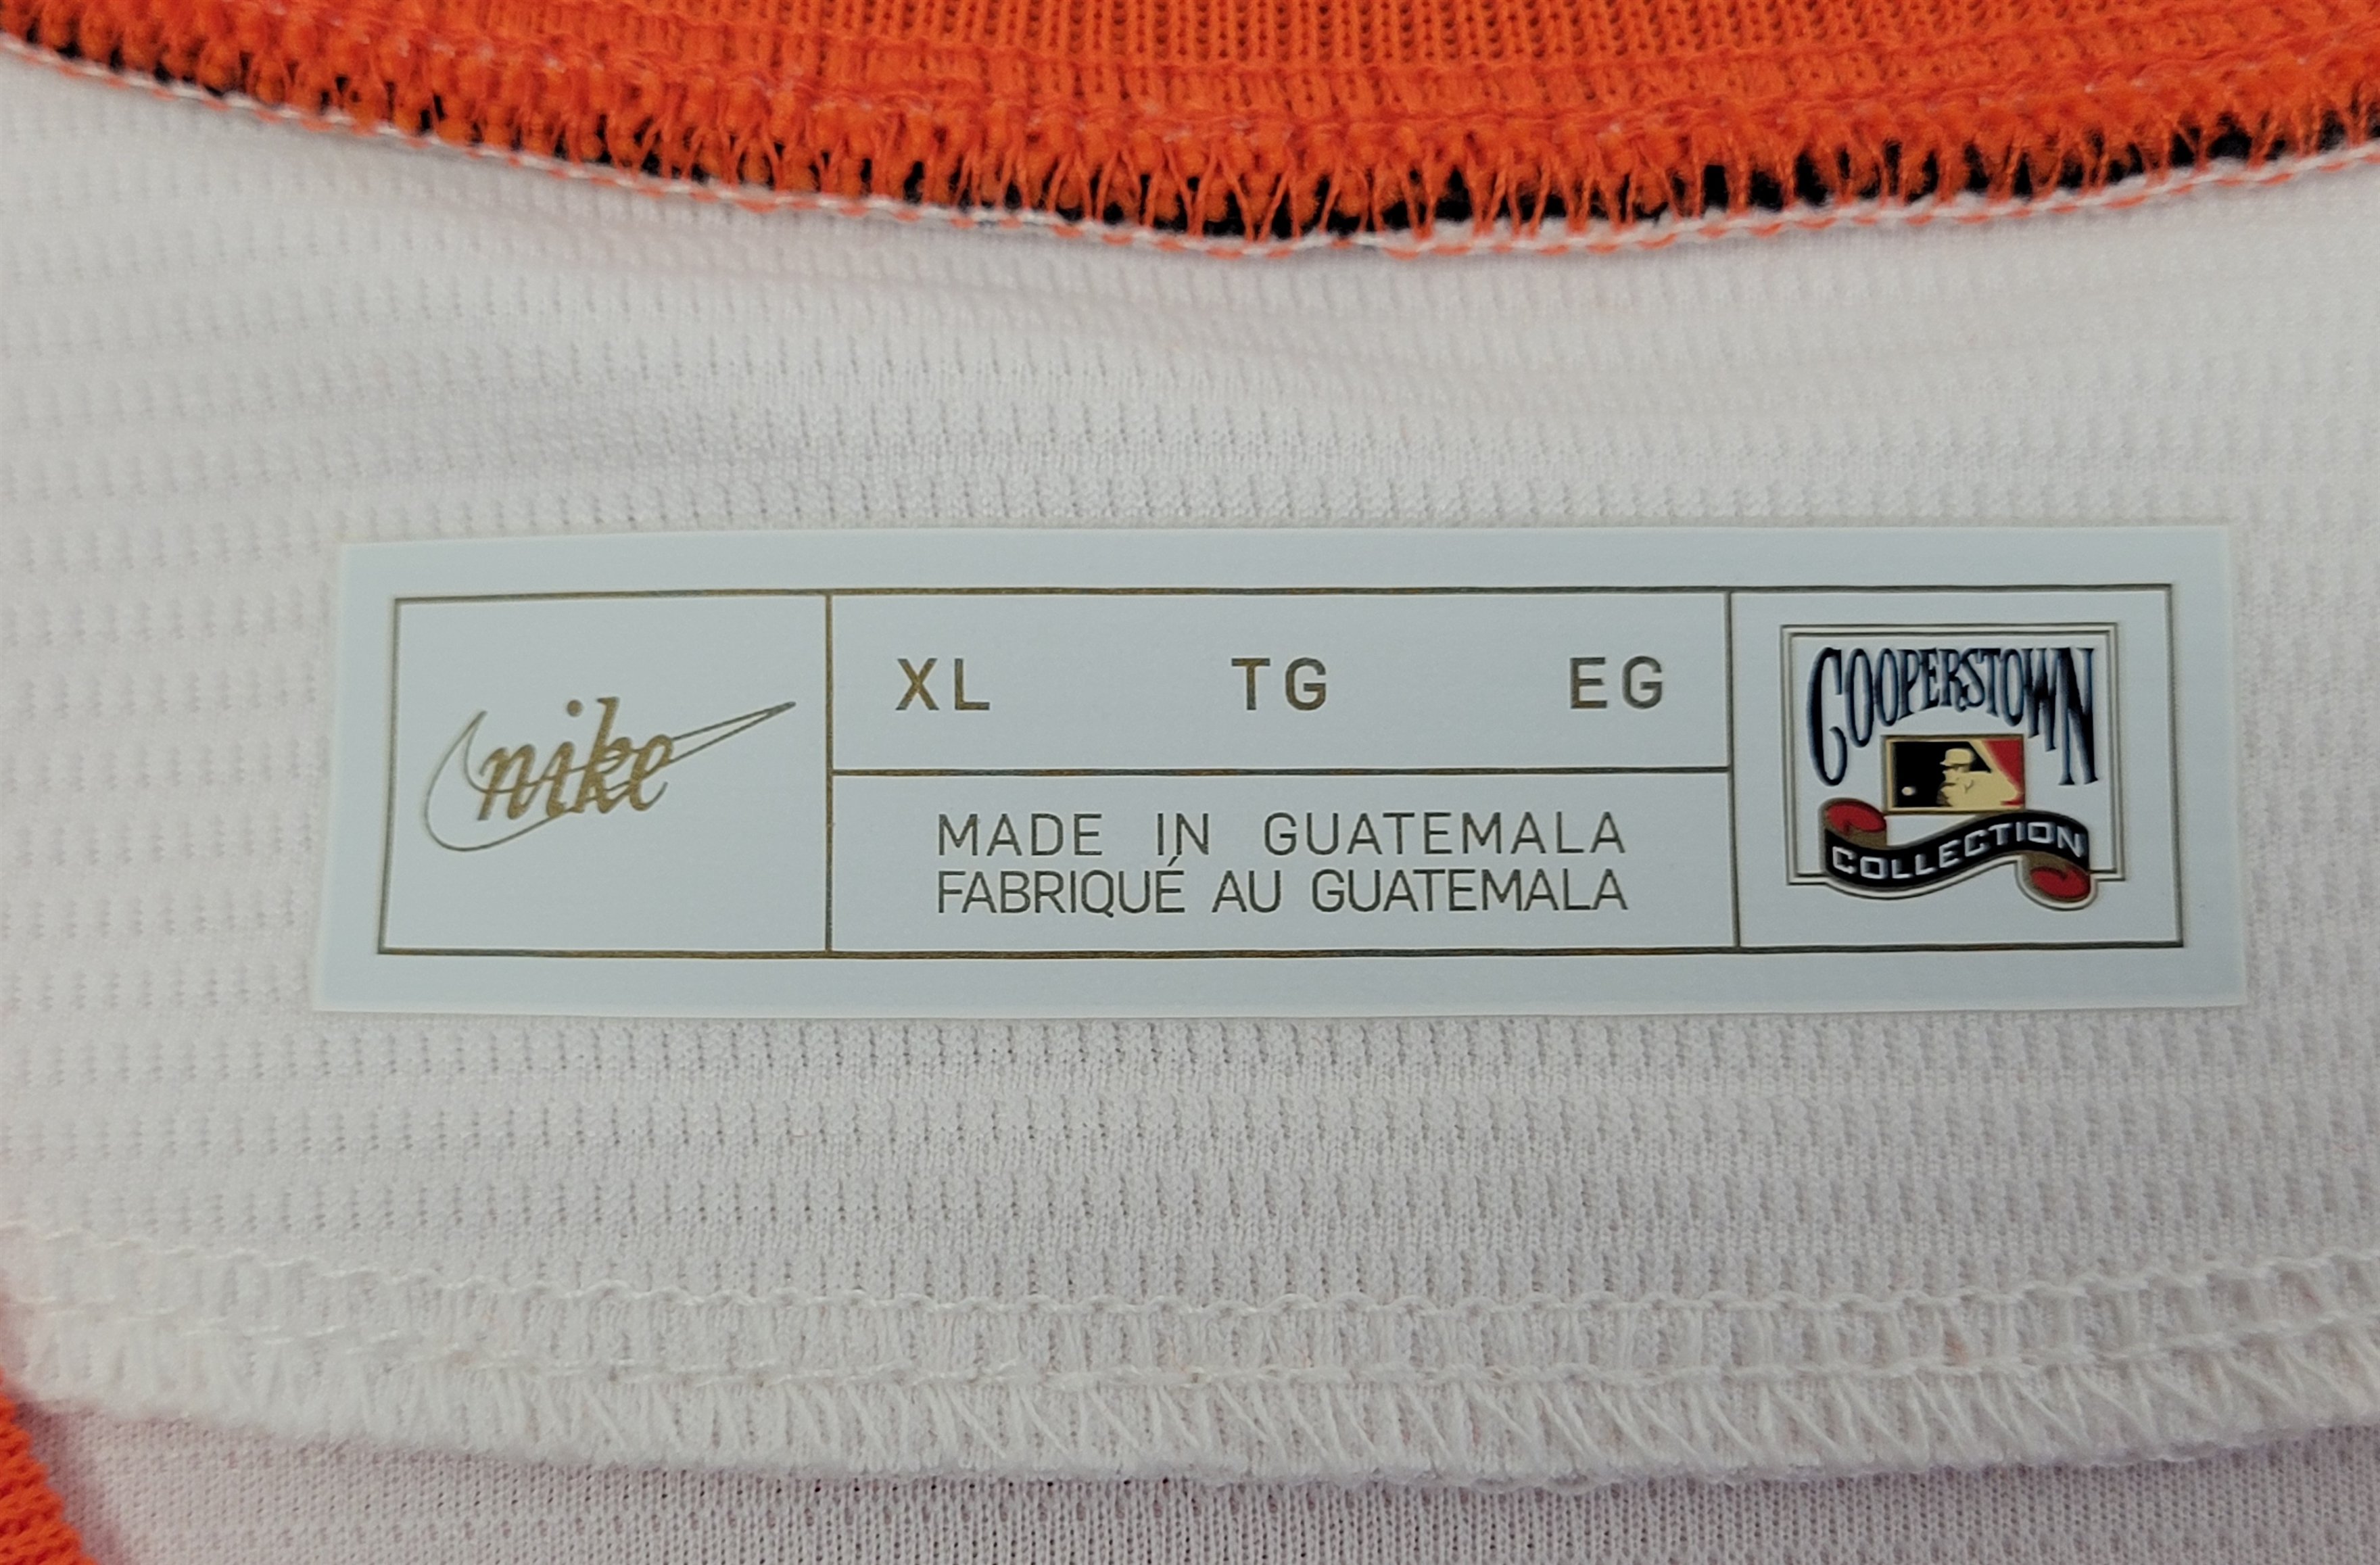 nike
XL TG EG
MADE IN GUATEMALA
FABRIQUÉ AU GUATEMALA
COOPERSTOWN
COLLECTION